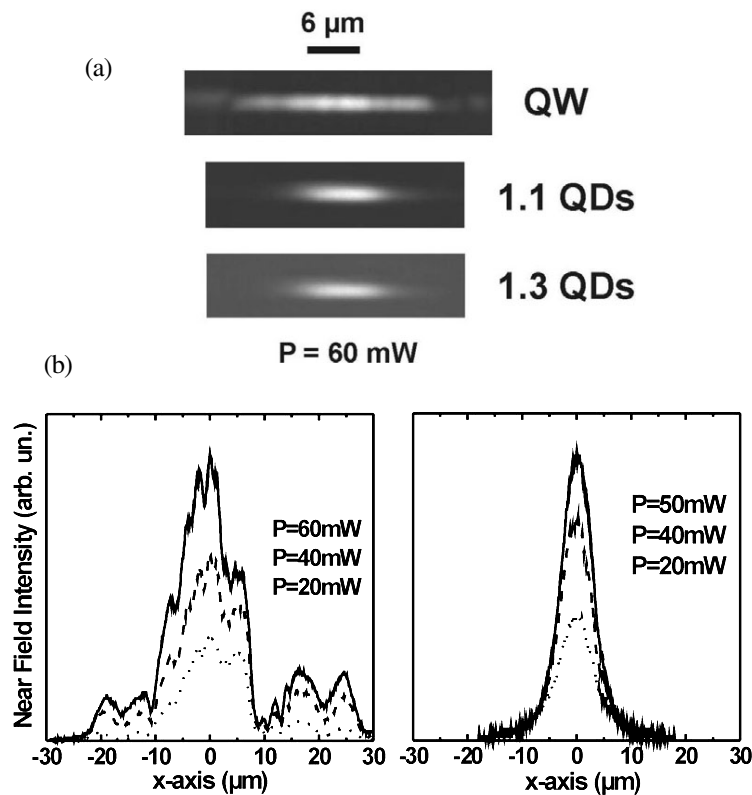 6 µm
(a)
QW
1.1 QDs
1.3 QDs
P = 60 mW
(b)
Near Field Intensity (arb. un.)
P=60mW
P=40mW
P=20mW
-30 -20 -10 0 10 20 30
x-axis (µm)
P=50mW
P=40mW
P=20mW
-30 -20 -10 0 10 20 30
x-axis (µm)